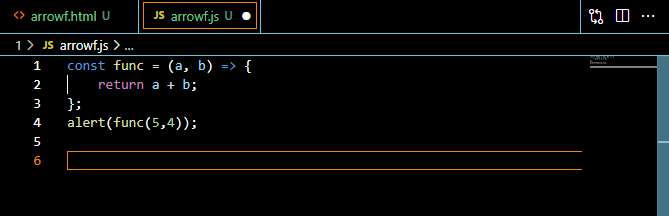 <> arrowf.html U JS arrowf.js U ● ...
1 > JS arrowf.js > ...
1 const func = (a, b) => {
2     return a + b;
3 };
4 alert(func(5,4));
5
6